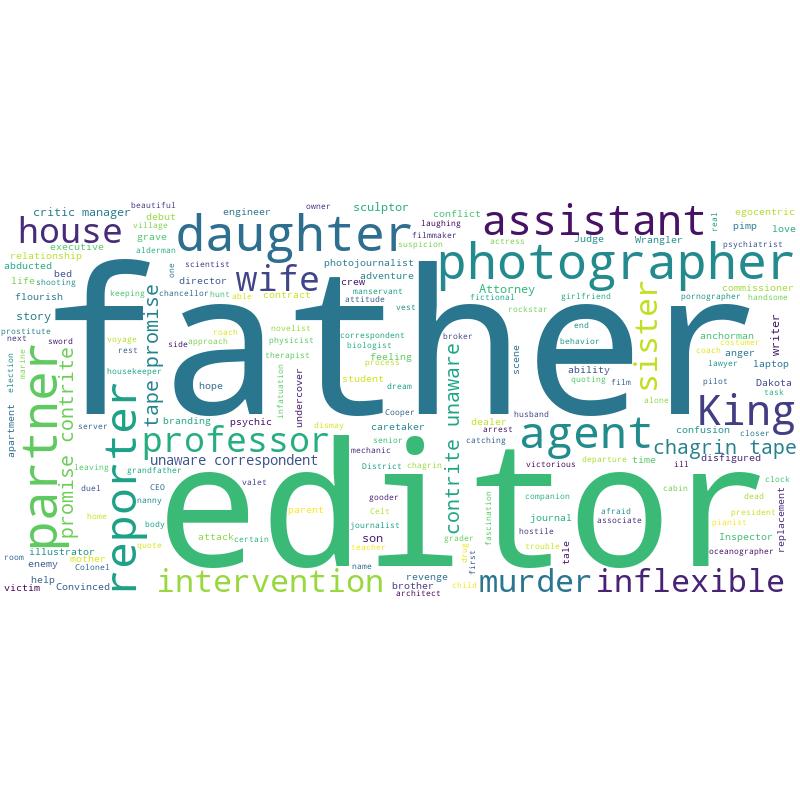 father
editor
daughter
photographer
assistant
house
wife
partner
reporter
professor
agent
King
sister
intervention
murder
inflexible
chagrin tape
contrite unaware
promise contrite
tape promise
unaware correspondent
critic manager
beautiful
debut
village
grave
alderman
executive
relationship
abducted
bed
life
shooting
flourish
story
prostitute
next
sword
voyage
rest
housekeeper
keeping
chancellor
engineer
owner
sculptor
conflict
laughing
filmmaker
suspicion
actress
photojournalist
adventure
scientist
one
director
hunt
able
contract
crew
manservant
attitude
vest
novelist
roach
approach
physicist
therapist
side
correspondent
biologist
feeling
process
student
dream
infatuation
undercover
hope
Cooper
branding
psychic
dismay
caretaker
senior
mechanic
District
chagrin
dealer
catching
broker
husband
arrest
victorious
departure
time
scene
Attorney
fictional
rockstar
girlfriend
end
behavior
ability
quoting
film
alone
Judge
Wrangler
real
egocentric
pimp
love
psychiatrist
commissioner
pornographer
handsome
anchorman
costumer
coach
anger
lawyer
laptop
writer
pilot
Dakota
task
confusion
closer
disfigured
ill
cabin
clock
dead
president
pianist
Inspector
oceanographer
replacement
companion
journal
afraid
associate
hostile
trouble
tale
fascination
drug
first
grader
gooder
Celt
journalist
son
teacher
name
parent
valet
attack
certain
body
quote
nanny
CEO
grandfather
server
leaving
duel
home
illustrator
mother
enemy
Colonel
help
Convinced
victim
room
apartment
election
marine
revenge
brother
architect
child